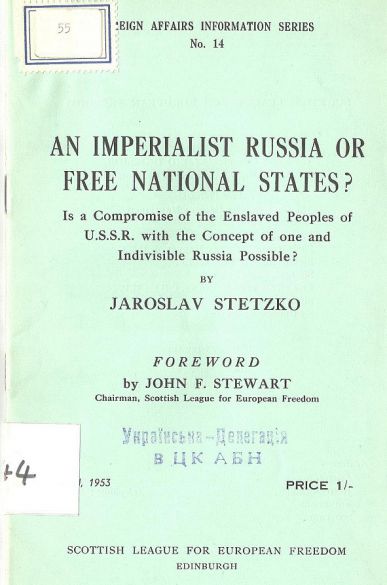 55
EIGN AFFAIRS INFORMATION SERIES
No. 14
AN IMPERIALIST RUSSIA OR
FREE NATIONAL STATES?
Is a Compromise of the Enslaved Peoples of
U.S.S.R. with the Concept of one and
Indivisible Russia Possible?
BY
JAROSLAV STETZKO
FOREWORD
by JOHN F. STEWART
Chairman, Scottish League for European Freedom
Українська-Делегація
В ЦК АБН
4
1953
PRICE 1/-
SCOTTISH LEAGUE FOR EUROPEAN FREEDOM
EDINBURGH